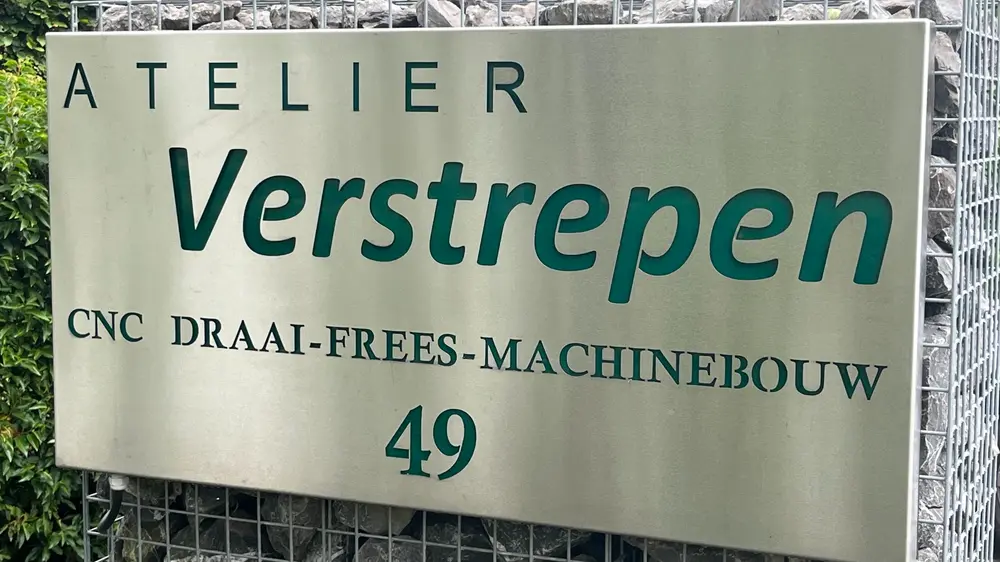 ATELIER
Verstrepen
CNC DRAAI-FREES-MACHINEBOUW
49